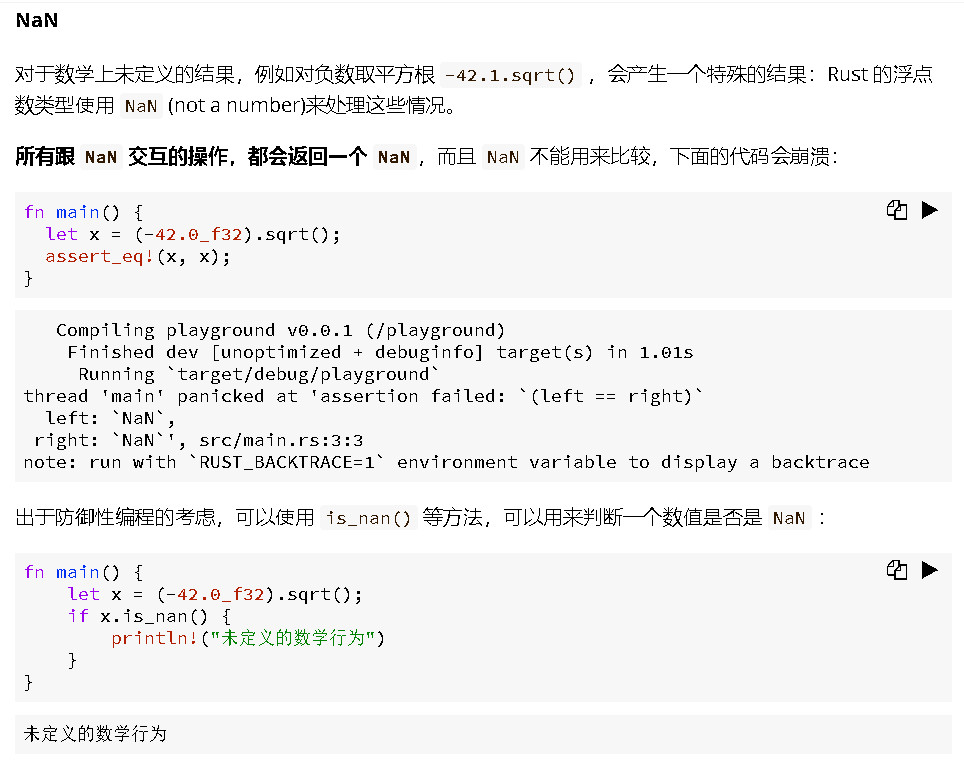 NaN
对于数学上未定义的结果，例如对负数取平方根 -42.1.sqrt() ，会产生一个特殊的结果：Rust 的浮点
数类型使用 NaN (not a number)来处理这些情况。
所有跟 NaN 交互的操作，都会返回一个 NaN ，而且 NaN 不能用来比较，下面的代码会崩溃：
fn main() {
  let x = (-42.0_f32).sqrt();
  assert_eq!(x, x);
}
   Compiling playground v0.0.1 (/playground)
    Finished dev [unoptimized + debuginfo] target(s) in 1.01s
     Running `target/debug/playground`
thread 'main' panicked at 'assertion failed: `(left == right)`
  left: `NaN`,
 right: `NaN`', src/main.rs:3:3
note: run with `RUST_BACKTRACE=1` environment variable to display a backtrace
出于防御性编程的考虑，可以使用 is_nan() 等方法，可以用来判断一个数值是否是 NaN ：
fn main() {
    let x = (-42.0_f32).sqrt();
    if x.is_nan() {
        println!("未定义的数学行为")
    }
}
未定义的数学行为